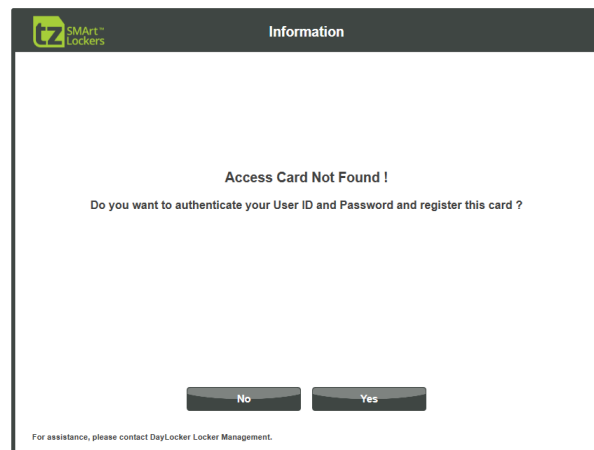 tz SMArt™
Lockers
Information
Access Card Not Found !
Do you want to authenticate your User ID and Password and register this card ?
No
Yes
For assistance, please contact DayLocker Locker Management.